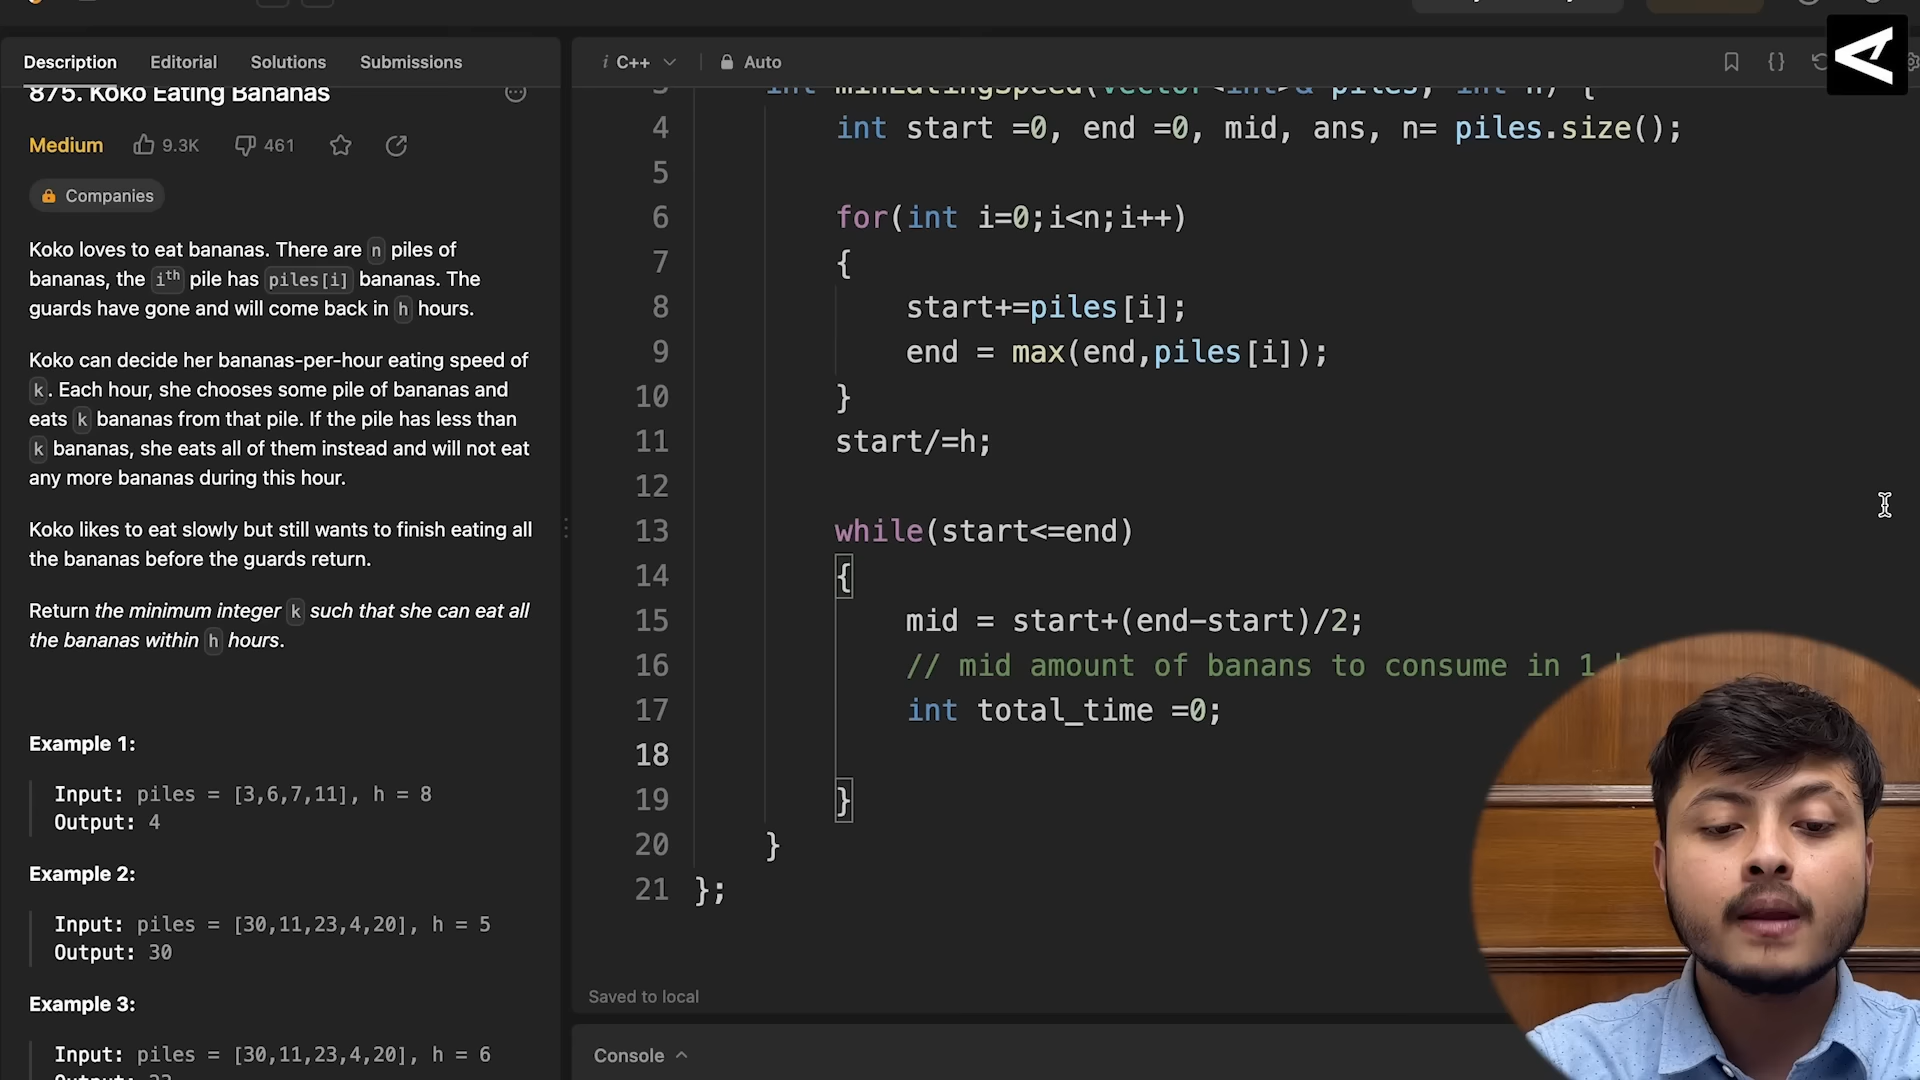 Description Editorial Solutions Submissions
875. Koko Eating Bananas
Medium 9.3K 461
Companies
Koko loves to eat bananas. There are n piles of
bananas, the ith pile has piles[i] bananas. The
guards have gone and will come back in h hours.
Koko can decide her bananas-per-hour eating speed of
k. Each hour, she chooses some pile of bananas and
eats k bananas from that pile. If the pile has less than
k bananas, she eats all of them instead and will not eat
any more bananas during this hour.
Koko likes to eat slowly but still wants to finish eating all
the bananas before the guards return.
Return the minimum integer k such that she can eat all
the bananas within h hours.
Example 1:
Input: piles = [3,6,7,11], h = 8
Output: 4
Example 2:
Input: piles = [30,11,23,4,20], h = 5
Output: 30
Example 3:
Input: piles = [30,11,23,4,20], h = 6
i C++ Auto {}
int minEatingSpeed(vector<int>& piles, int h) {
4 int start =0, end =0, mid, ans, n= piles.size();
5
6 for(int i=0;i<n;i++)
7 {
8 start+=piles[i];
9 end = max(end,piles[i]);
10 }
11 start/=h;
12
13 while(start<=end)
14 {
15 mid = start+(end-start)/2;
16 // mid amount of banans to consume in 1
17 int total_time =0;
18
19 }
20 }
21 };
Saved to local
Console